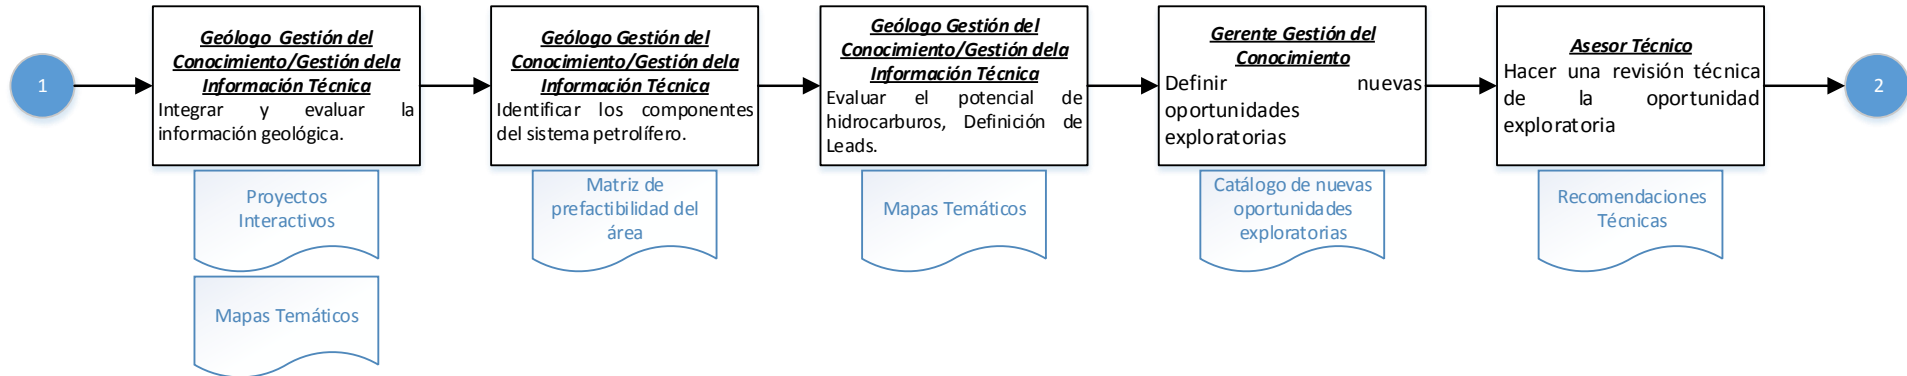 1
Geólogo Gestión del
Conocimiento/Gestión dela
Información Técnica
Integrar y evaluar la
información geológica.
Proyectos
Interactivos
Mapas Temáticos
Geólogo Gestión del
Conocimiento/Gestión dela
Información Técnica
Identificar los componentes
del sistema petrolífero.
Matriz de
prefactibilidad del
área
Geólogo Gestión del
Conocimiento/Gestión dela
Información Técnica
Evaluar el potencial de
hidrocarburos, Definición de
Leads.
Mapas Temáticos
Gerente Gestión del
Conocimiento
Definir nuevas
oportunidades
exploratorias
Catálogo de nuevas
oportunidades
exploratorias
Asesor Técnico
Hacer una revisión técnica
de la oportunidad
exploratoria
Recomendaciones
Técnicas
2